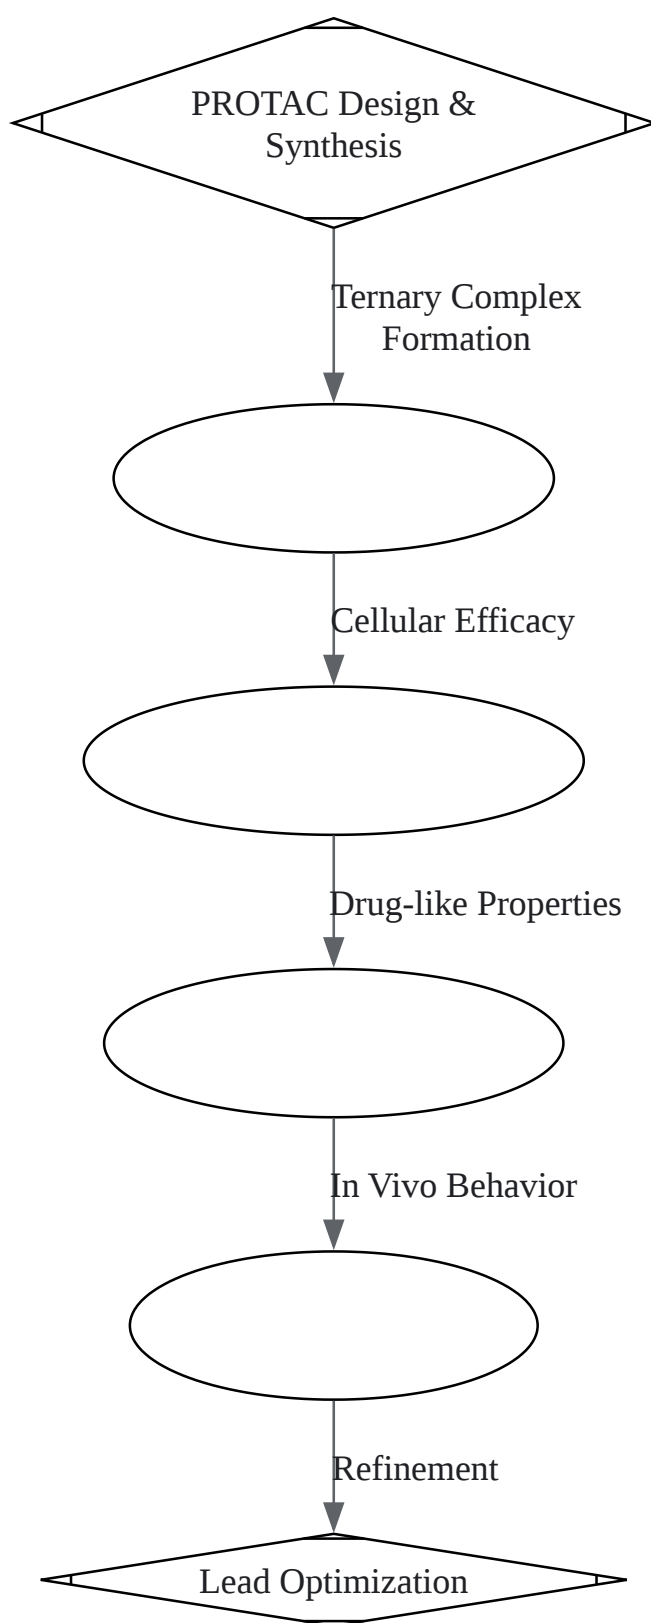 PROTAC Design &
Synthesis
Ternary Complex
Formation
Cellular Efficacy
Drug-like Properties
In Vivo Behavior
Refinement
Lead Optimization